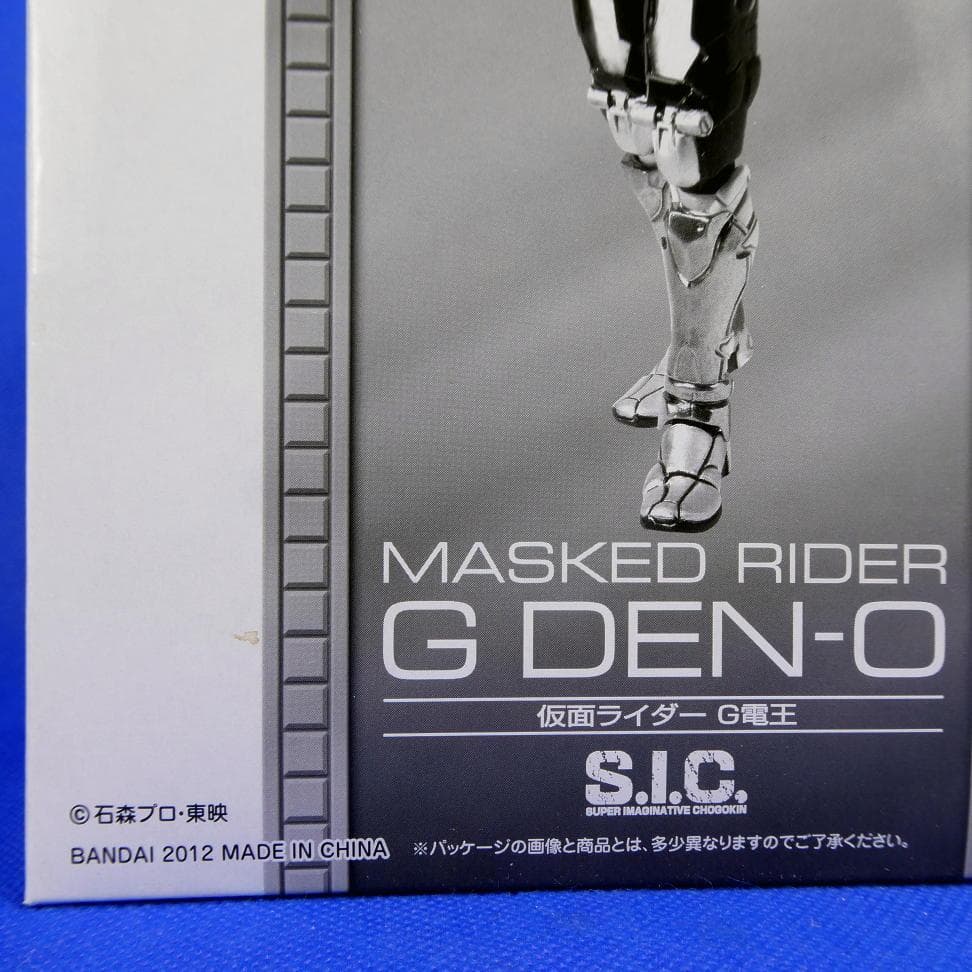 MASKED RIDER
G DEN-O
仮面ライダー G電王
S.I.C.
SUPER IMAGINATIVE CHOGOKIN
©石森プロ・東映
BANDAI 2012 MADE IN CHINA
※パッケージの画像と商品とは、多少異なりますのでご了承ください。